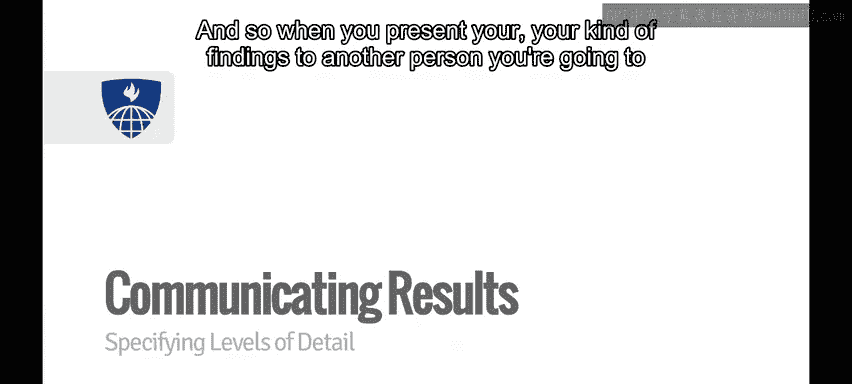 And so when you present your, your kind of
findings to another person you're going to
Communicating Results
Specifying Levels of Detail